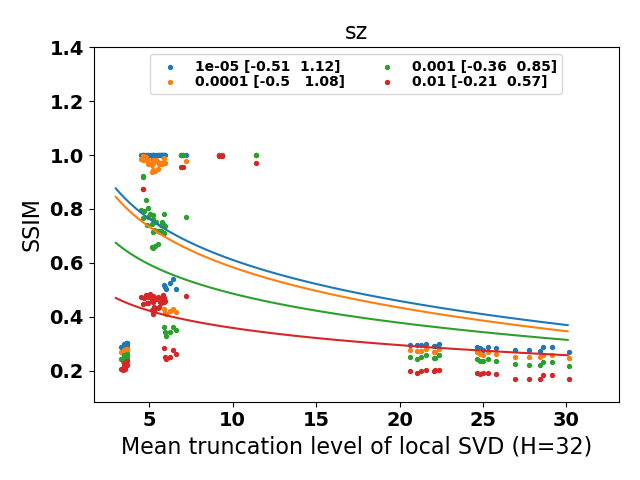 sz
1.4
1.2
1.0
0.8
0.6
0.4
0.2
SSIM
1e-05 [-0.51  1.12]
0.0001 [-0.5   1.08]
0.001 [-0.36  0.85]
0.01 [-0.21  0.57]
5 10 15 20 25 30
Mean truncation level of local SVD (H=32)